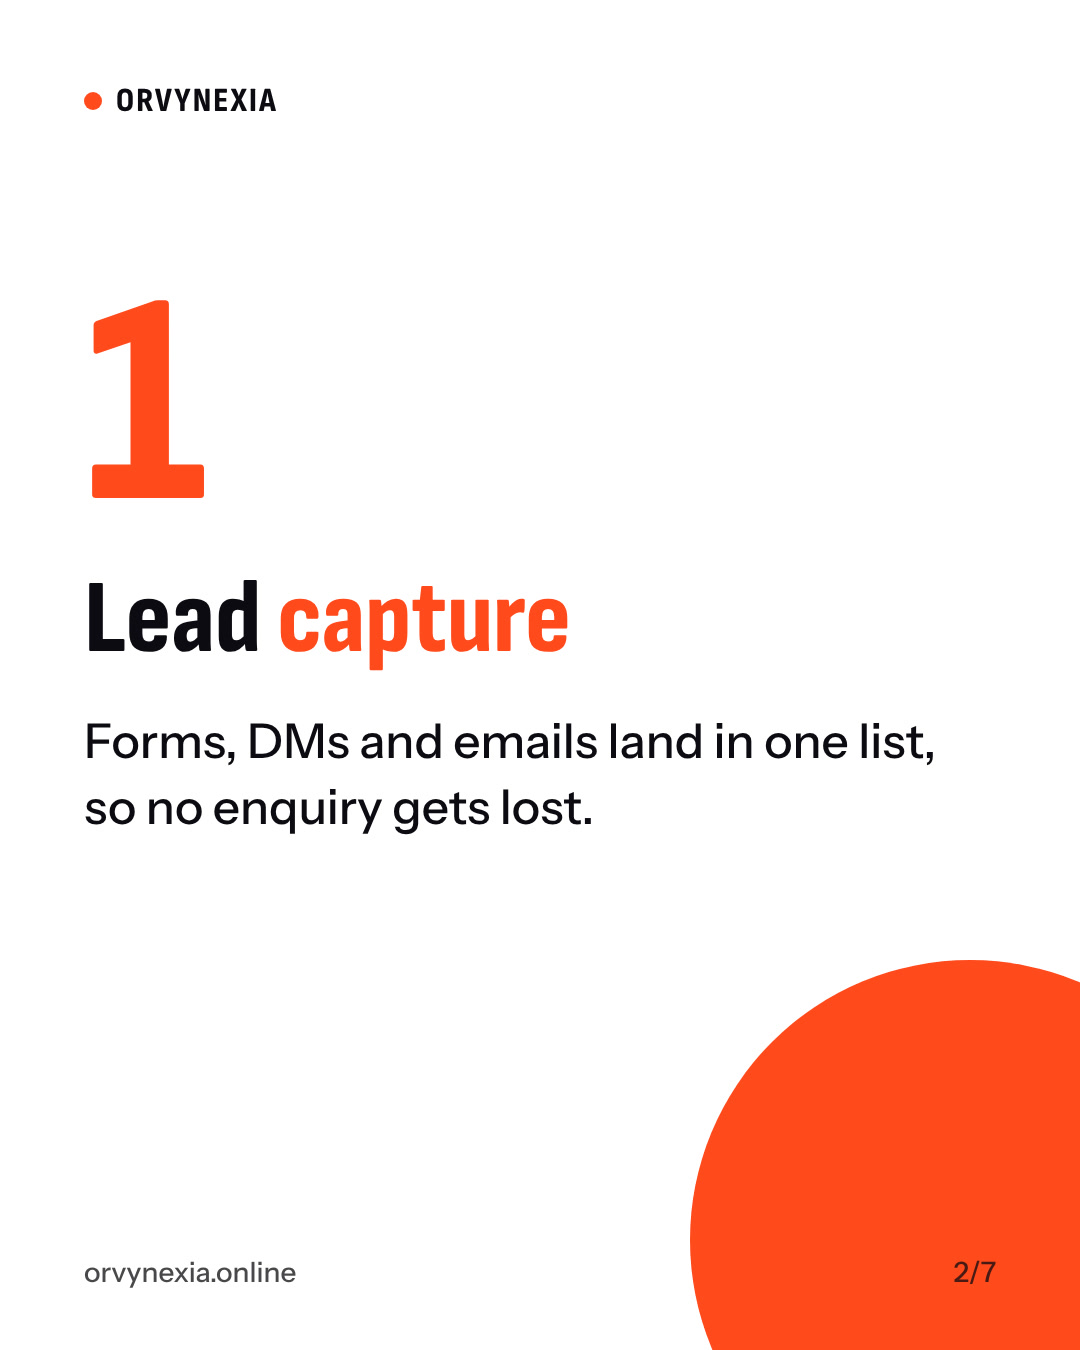 ORVYNEXIA
1
Lead capture
Forms, DMs and emails land in one list,
so no enquiry gets lost.
orvynexia.online
2/7